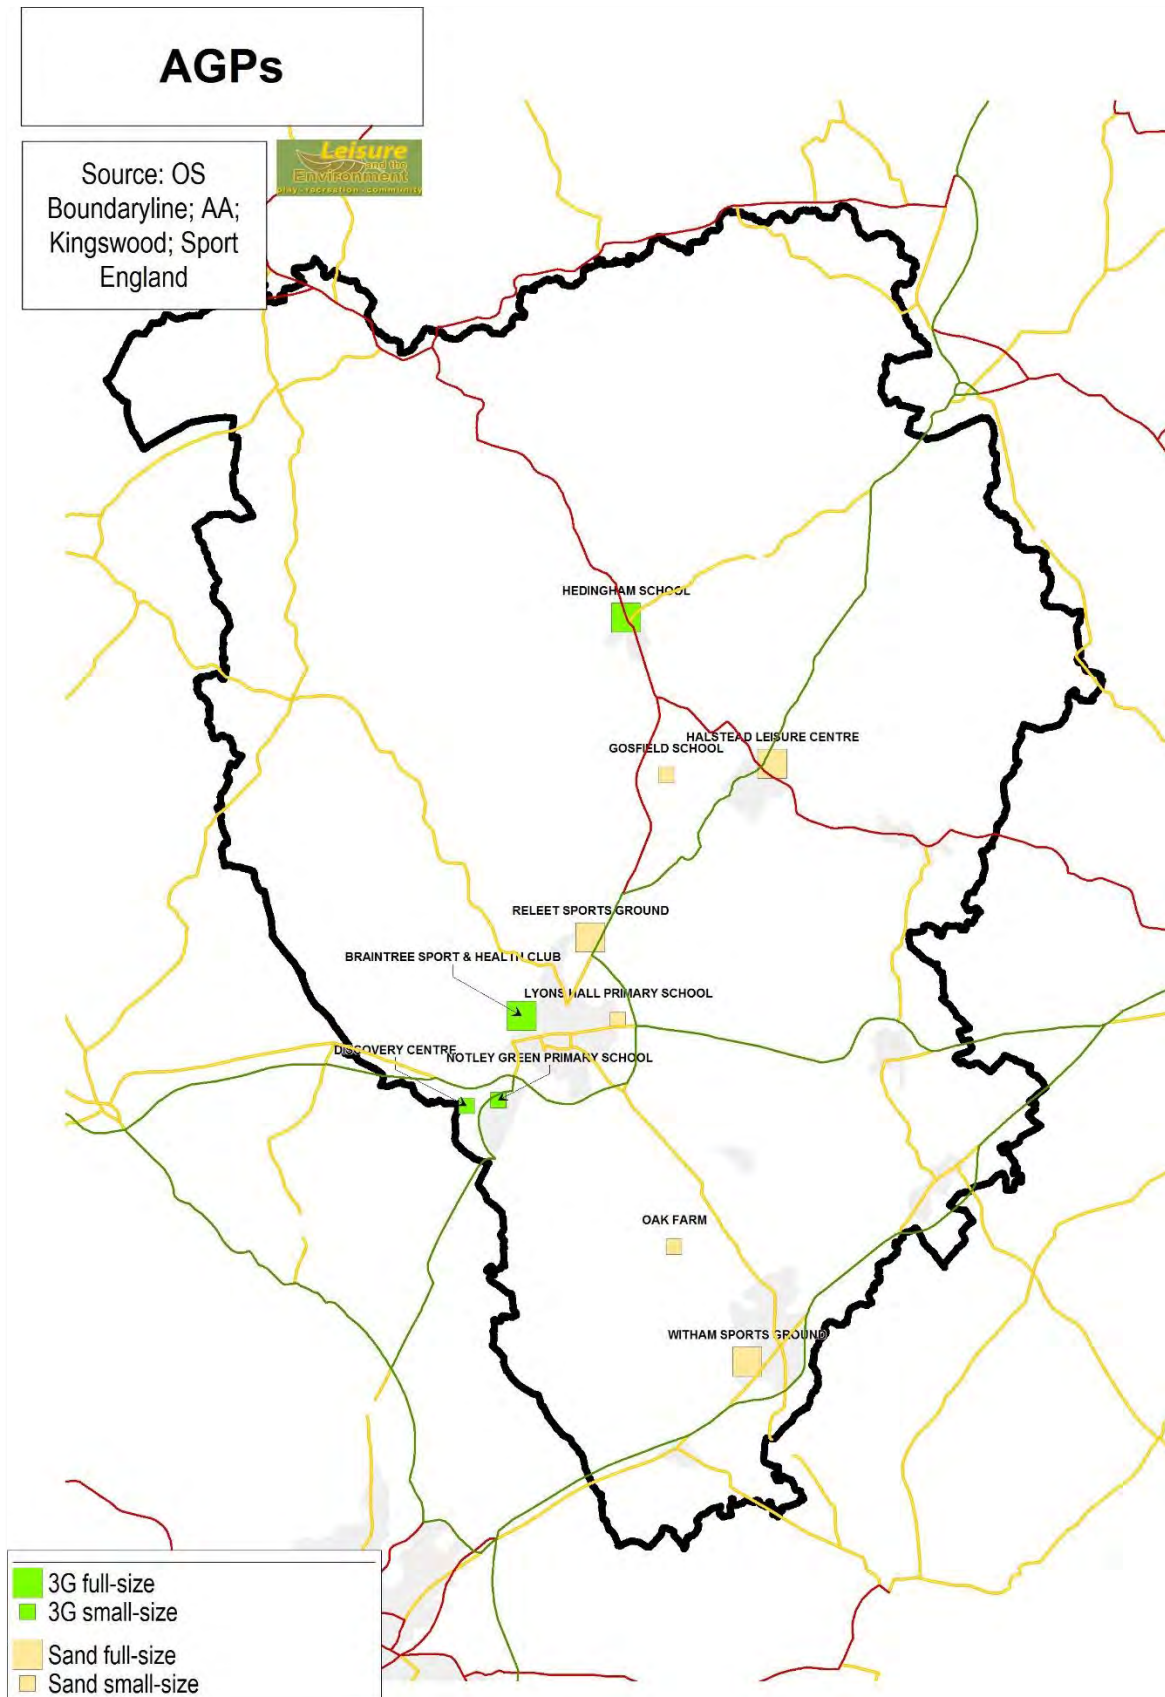 AGPs
Leisure
and the
Environment
play - recreation - community
Source: OS
Boundaryline; AA;
Kingswood; Sport
England
HEDINGHAM SCHOOL
HALSTEAD LEISURE CENTRE
GOSFIELD SCHOOL
RELEET SPORTS GROUND
BRAINTREE SPORT & HEALTH CLUB
LYONS HALL PRIMARY SCHOOL
DISCOVERY CENTRE
NOTLEY GREEN PRIMARY SCHOOL
OAK FARM
WITHAM SPORTS GROUND
3G full-size
3G small-size
Sand full-size
Sand small-size